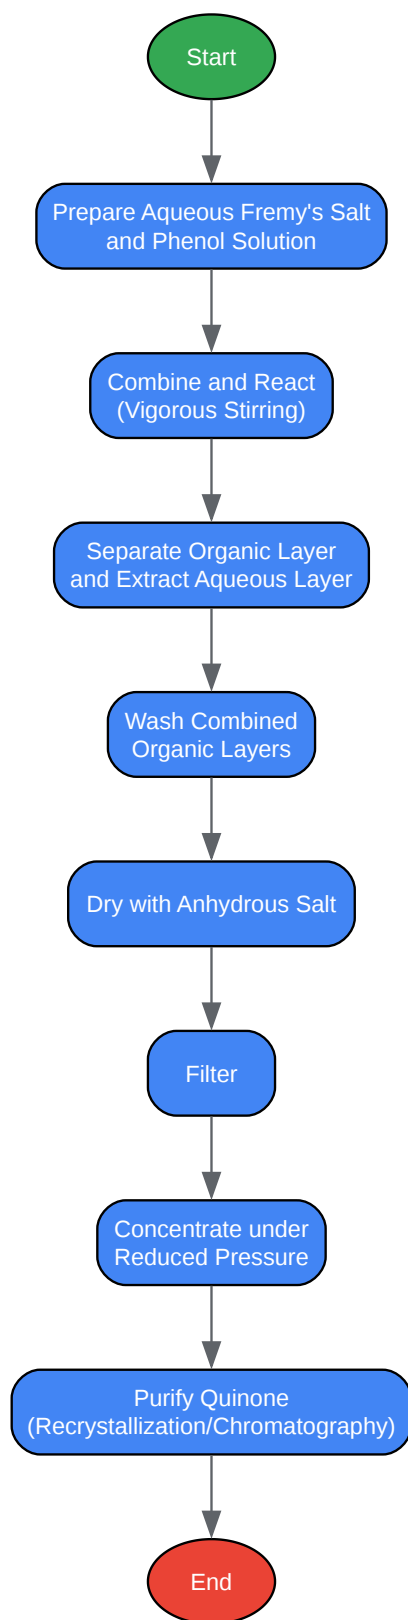 Start
Prepare Aqueous Fremy's Salt
and Phenol Solution
Combine and React
(Vigorous Stirring)
Separate Organic Layer
and Extract Aqueous Layer
Wash Combined
Organic Layers
Dry with Anhydrous Salt
Filter
Concentrate under
Reduced Pressure
Purify Quinone
(Recrystallization/Chromatography)
End